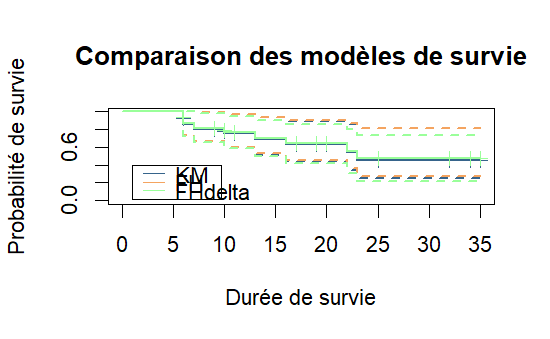 Comparaison des modèles de survie
Probabilité de survie
0.6
0.0
KM
FHdelta
0 5 10 15 20 25 30 35
Durée de survie